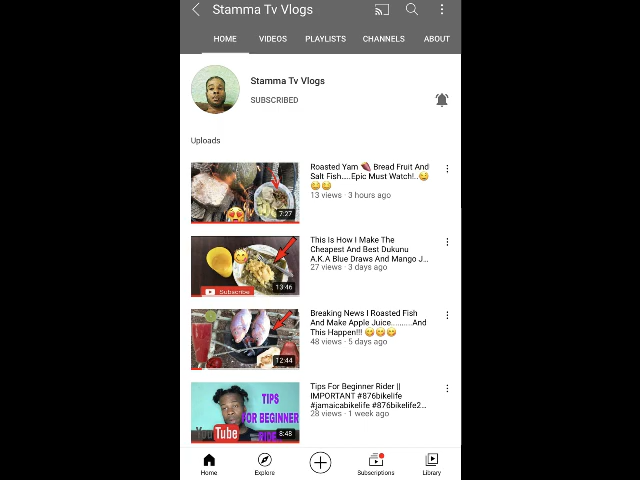 Stamma Tv Vlogs
HOME VIDEOS PLAYLISTS CHANNELS ABOUT
Stamma Tv Vlogs
SUBSCRIBED
Uploads
Roasted Yam 🍠 Bread Fruit And
Salt Fish.....Epic Must Watch!..😋
😋😋
13 views · 3 hours ago
7:27
This Is How I Make The
Cheapest And Best Dukunu
A.K.A Blue Draws And Mango J...
27 views · 3 days ago
Subscribe
13:46
Breaking News I Roasted Fish
And Make Apple Juice..........And
This Happen!!! 😋😋😋
48 views · 5 days ago
12:44
Tips For Beginner Rider ||
IMPORTANT #876bikelife
#jamaicabikelife #876bikelife2...
28 views · 1 week ago
TIPS
FOR BEGINNER
RIDE
YouTube
8:48
Home Explore Subscriptions Library